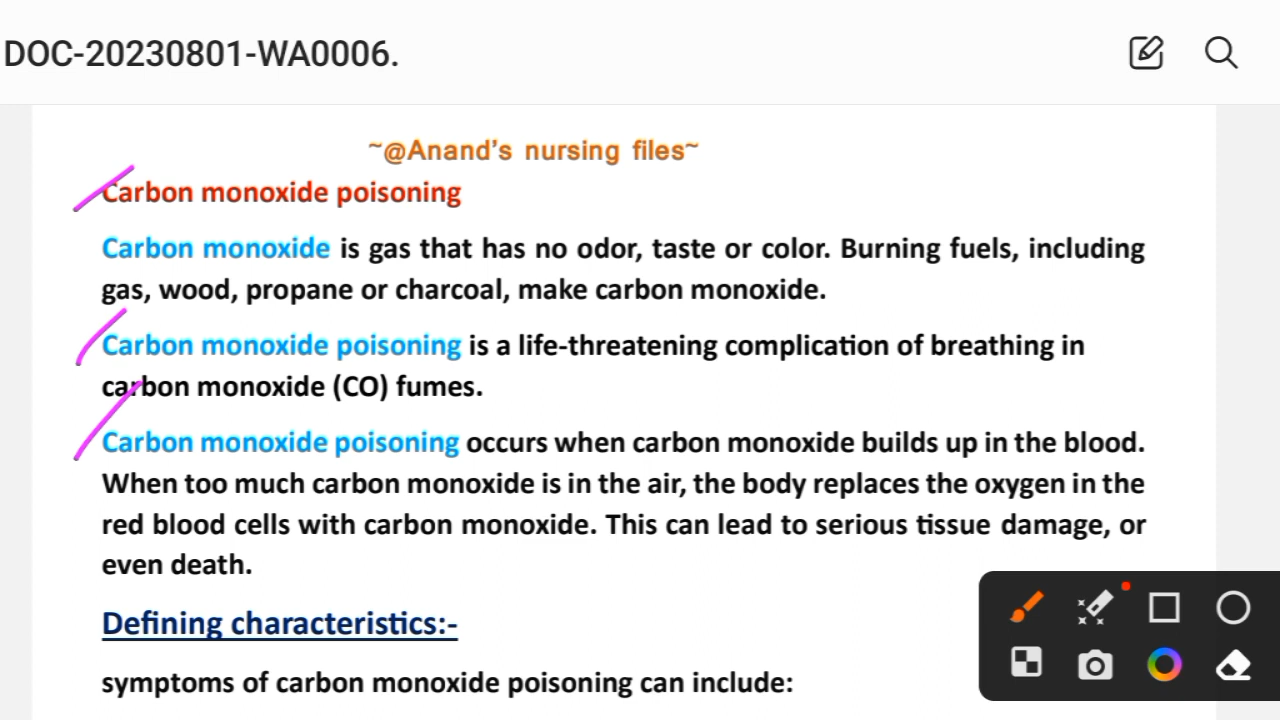 DOC-20230801-WA0006.
~@Anand's nursing files~
Carbon monoxide poisoning
Carbon monoxide is gas that has no odor, taste or color. Burning fuels, including
gas, wood, propane or charcoal, make carbon monoxide.
Carbon monoxide poisoning is a life-threatening complication of breathing in
carbon monoxide (CO) fumes.
Carbon monoxide poisoning occurs when carbon monoxide builds up in the blood.
When too much carbon monoxide is in the air, the body replaces the oxygen in the
red blood cells with carbon monoxide. This can lead to serious tissue damage, or
even death.
Defining characteristics:-
symptoms of carbon monoxide poisoning can include: